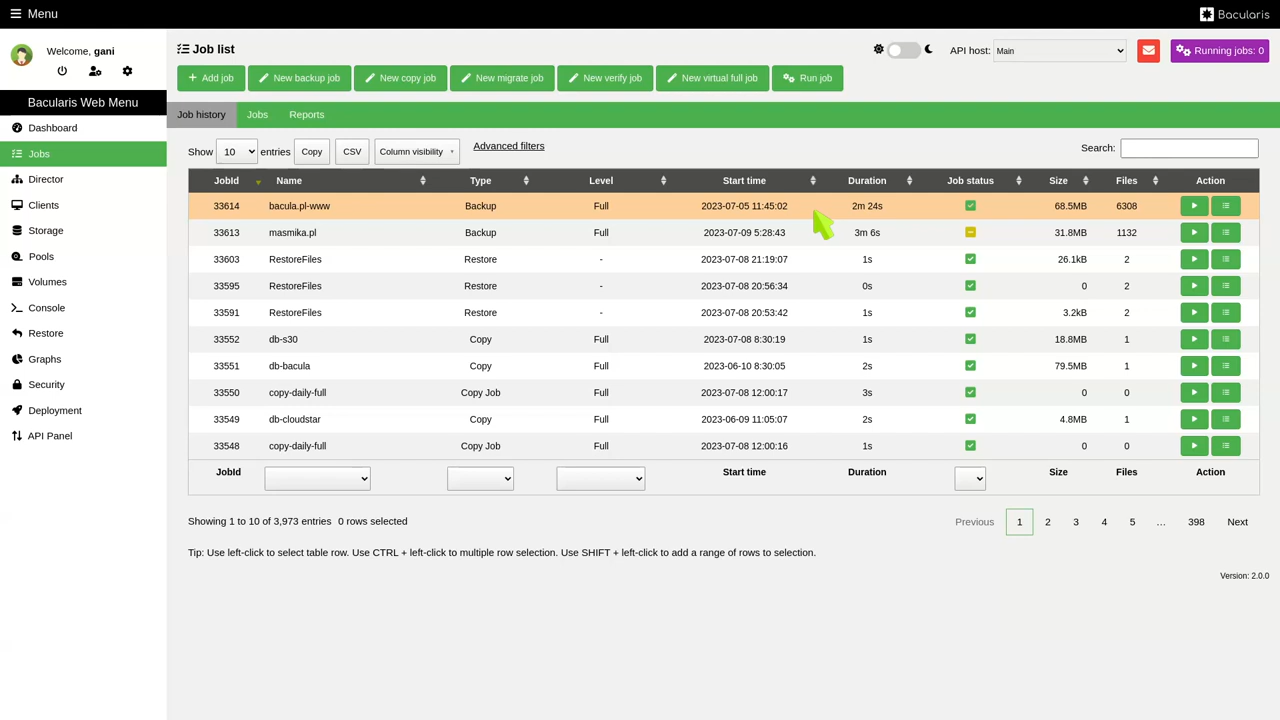 Menu
Bacularis
Welcome, gani
Bacularis Web Menu
Dashboard
Jobs
Director
Clients
Storage
Pools
Volumes
Console
Restore
Graphs
Security
Deployment
API Panel
Job list
API host: Main
Running jobs: 0
+ Add job New backup job New copy job New migrate job New verify job New virtual full job Run job
Job history Jobs Reports
Show 10 entries Copy CSV Column visibility Advanced filters Search:
JobId Name Type Level Start time Duration Job status Size Files Action
33614 bacula.pl-www Backup Full 2023-07-05 11:45:02 2m 24s 68.5MB 6308
33613 masmika.pl Backup Full 2023-07-09 5:28:43 3m 6s 31.8MB 1132
33603 RestoreFiles Restore - 2023-07-08 21:19:07 1s 26.1kB 2
33595 RestoreFiles Restore - 2023-07-08 20:56:34 0s 0 2
33591 RestoreFiles Restore - 2023-07-08 20:53:42 1s 3.2kB 2
33552 db-s30 Copy Full 2023-07-08 8:30:19 1s 18.8MB 1
33551 db-bacula Copy Full 2023-06-10 8:30:05 2s 79.5MB 1
33550 copy-daily-full Copy Job Full 2023-07-08 12:00:17 3s 0 0
33549 db-cloudstar Copy Full 2023-06-09 11:05:07 2s 4.8MB 1
33548 copy-daily-full Copy Job Full 2023-07-08 12:00:16 1s 0 0
JobId Start time Duration Size Files Action
Showing 1 to 10 of 3,973 entries 0 rows selected
Previous 1 2 3 4 5 … 398 Next
Tip: Use left-click to select table row. Use CTRL + left-click to multiple row selection. Use SHIFT + left-click to add a range of rows to selection.
Version: 2.0.0